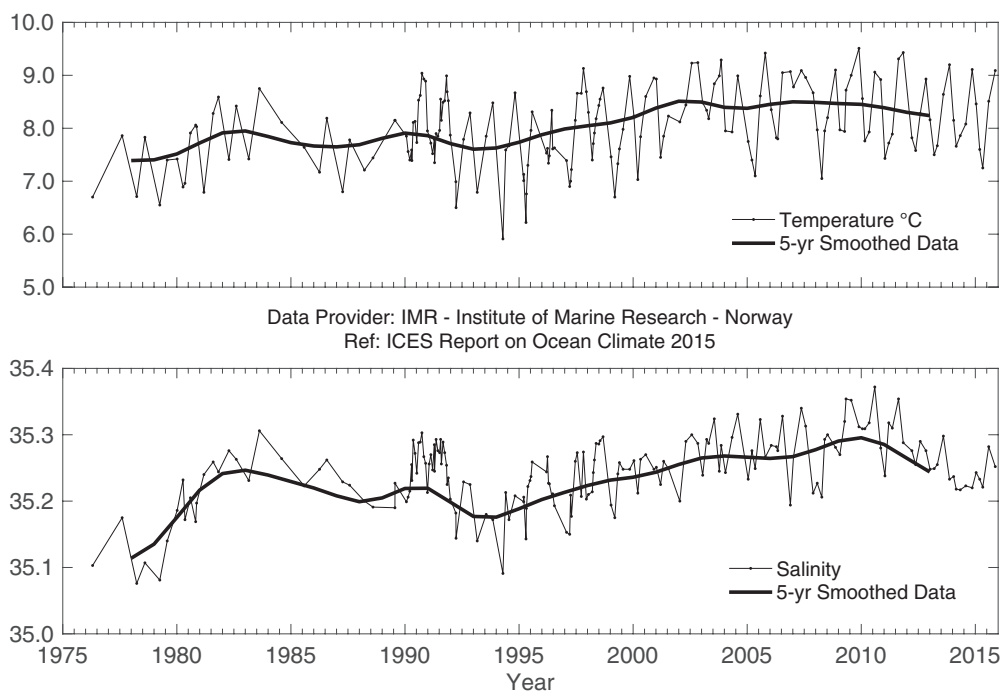 10.0
9.0
8.0
7.0
6.0
5.0
Temperature °C
5-yr Smoothed Data
Data Provider: IMR - Institute of Marine Research - Norway
Ref: ICES Report on Ocean Climate 2015
35.4
35.3
35.2
35.1
35.0
Salinity
5-yr Smoothed Data
1975 1980 1985 1990 1995 2000 2005 2010 2015
Year